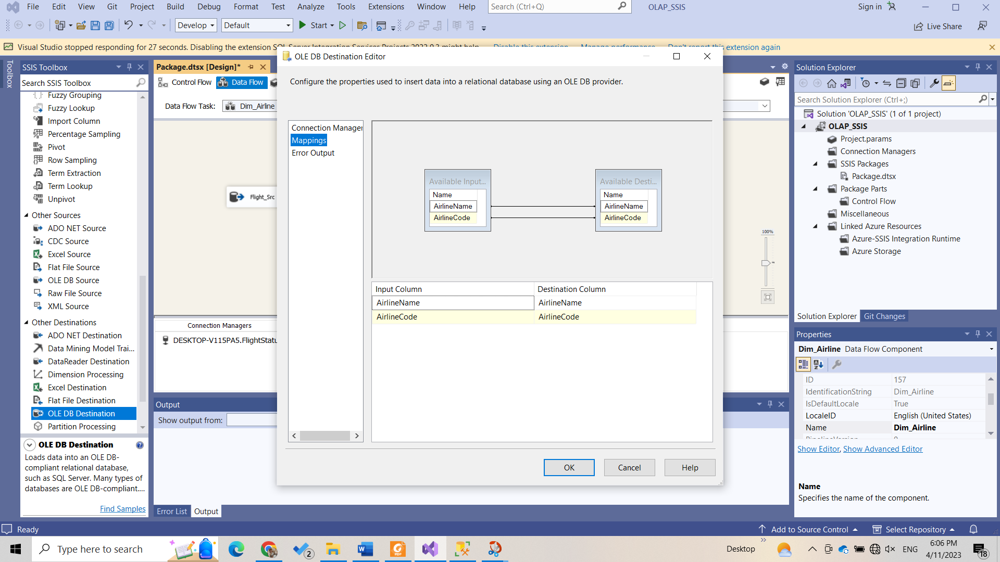 File Edit View Git Project Build Debug Format Test Analyze Tools Extensions Window Help Search (Ctrl+Q) OLAP_SSIS Sign in
Develop Default Start Live Share
Visual Studio stopped responding for 27 seconds. Disabling the extension SQL Server Integration Services Projects 2022 0.3 might help Disable this extension Manage performance Don't report this extension again
Toolbox
SSIS Toolbox
Search SSIS Toolbox
Fuzzy Grouping
Fuzzy Lookup
Import Column
Percentage Sampling
Pivot
Row Sampling
Term Extraction
Term Lookup
Unpivot
Other Sources
ADO NET Source
CDC Source
Excel Source
Flat File Source
OLE DB Source
Raw File Source
XML Source
Other Destinations
ADO NET Destination
Data Mining Model Trai...
DataReader Destination
Dimension Processing
Excel Destination
Flat File Destination
OLE DB Destination
Partition Processing
OLE DB Destination
Loads data into an OLE DB-
compliant relational database,
such as SQL Server. Many types of
databases are OLE DB-compliant....
Find Samples
Package.dtsx [Design]*
Control Flow Data Flow
Data Flow Task: Dim_Airline
Flight_Src
100%
Connection Managers
DESKTOP-V115PA5.FlightStatu
Output
Show output from:
Error List Output
OLE DB Destination Editor
Configure the properties used to insert data into a relational database using an OLE DB provider.
Connection Manager
Mappings
Error Output
Available Input...
Name
AirlineName
AirlineCode
Available Desti...
Name
AirlineName
AirlineCode
Input Column Destination Column
AirlineName AirlineName
AirlineCode AirlineCode
OK Cancel Help
Solution Explorer
Search Solution Explorer (Ctrl+;)
Solution 'OLAP_SSIS' (1 of 1 project)
OLAP_SSIS
Project.params
Connection Managers
SSIS Packages
Package.dtsx
Package Parts
Control Flow
Miscellaneous
Linked Azure Resources
Azure-SSIS Integration Runtime
Azure Storage
Solution Explorer Git Changes
Properties
Dim_Airline Data Flow Component
ID 157
IdentificationString Dim_Airline
IsDefaultLocale True
LocaleID English (United States)
Name Dim_Airline
PipelineVersion 0
Show Editor, Show Advanced Editor
Name
Specifies the name of the component.
Ready Add to Source Control Select Repository
Type here to search 2 Desktop ENG 6:06 PM
4/11/2023 18